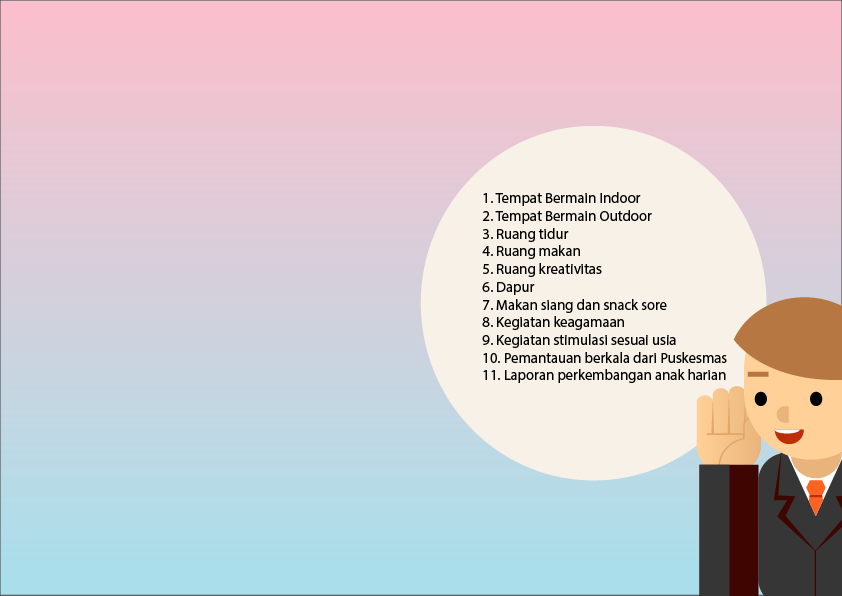 1. Tempat Bermain Indoor
2. Tempat Bermain Outdoor
3. Ruang tidur
4. Ruang makan
5. Ruang kreativitas
6. Dapur
7. Makan siang dan snack sore
8. Kegiatan keagamaan
9. Kegiatan stimulasi sesuai usia
10. Pemantauan berkala dari Puskesmas
11. Laporan perkembangan anak harian